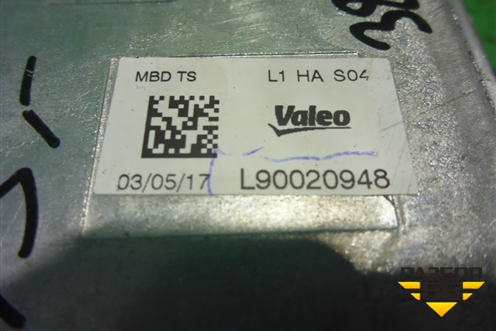 MBD TS L1 HA S04
Valeo
03/05/17 L90020948